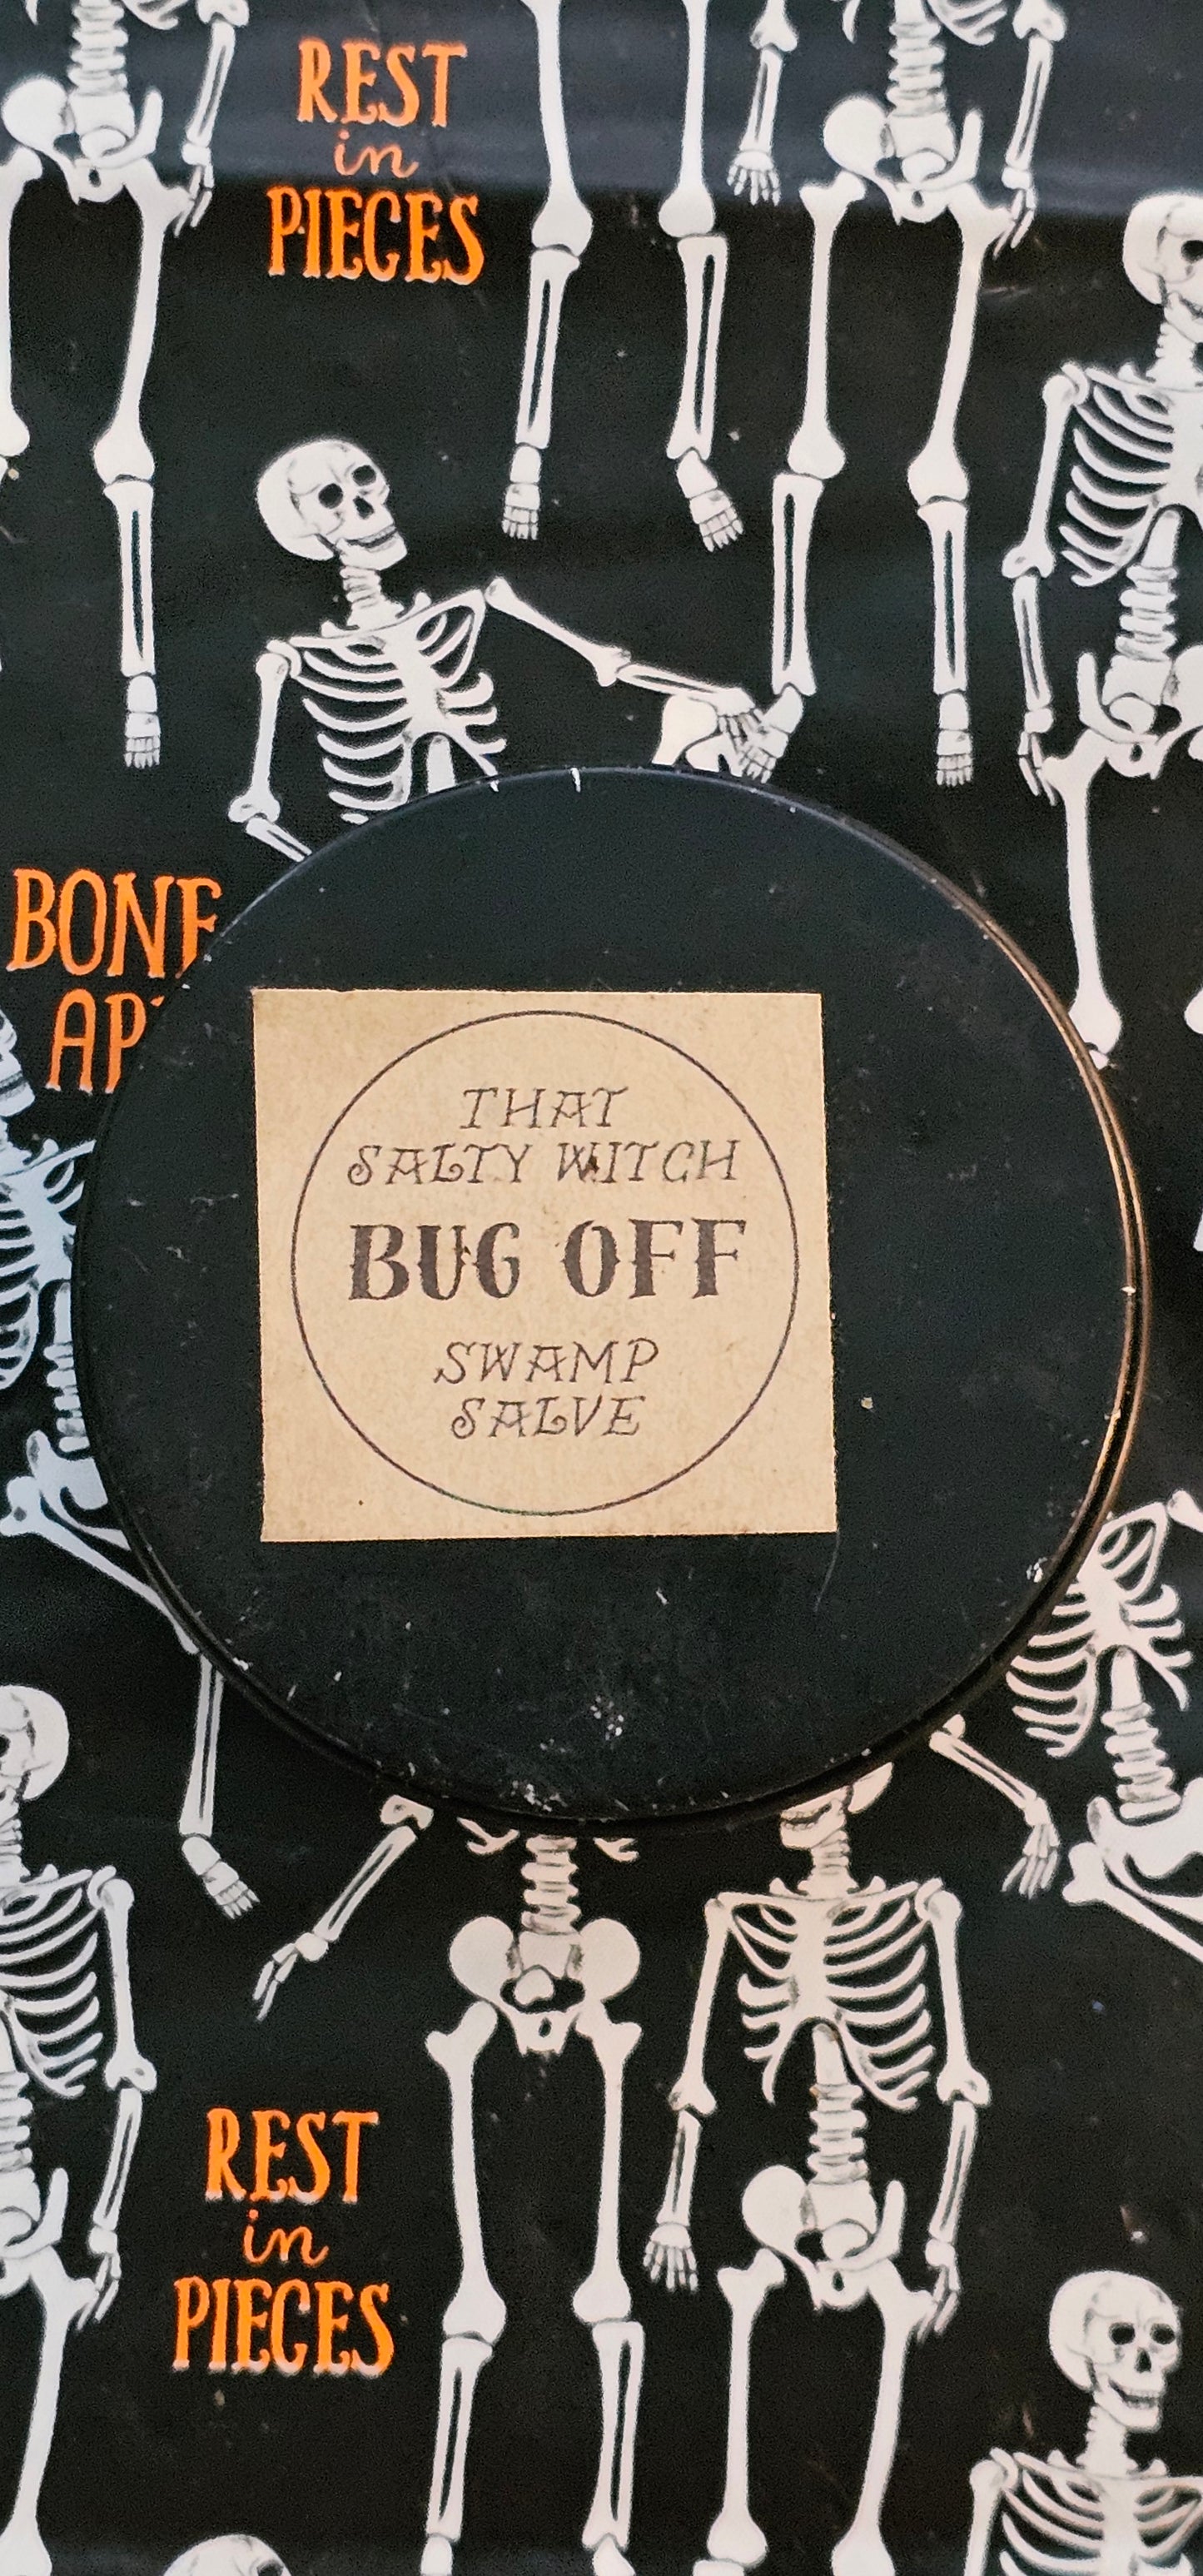 REST
in
PIECES
BONE
THAT
SALTY WITCH
BUG OFF
SWAMP
SALVE
REST
in
PIECES